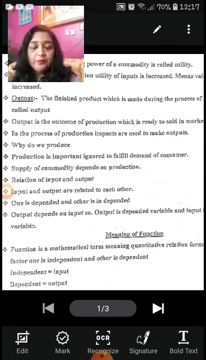 70% 12:17
power of a commodity is called utility.
ion utility of inputs is increased. Means val
increased.
Output:- The finished product which is made during the process of
called output
Output is the outcome of production which is ready to sold in mark
In the process of production impacts are used to make outputs.
Why do we produce
Production is important ignored to fulfill demand of consumer.
Supply of commodity depends on production.
Relation of input and output
Input and output are related to each other.
One is depended and other is depended
Output depends on input so. Output is depended variable and input i
variable.
Meaning of Function
Function is a mathematical term meaning quantitative relation form
factor one is independent and other is dependent
Independent = input
Dependent = output
1/3
OCR
Edit
Mark
Recognize
Signature
Bold Text